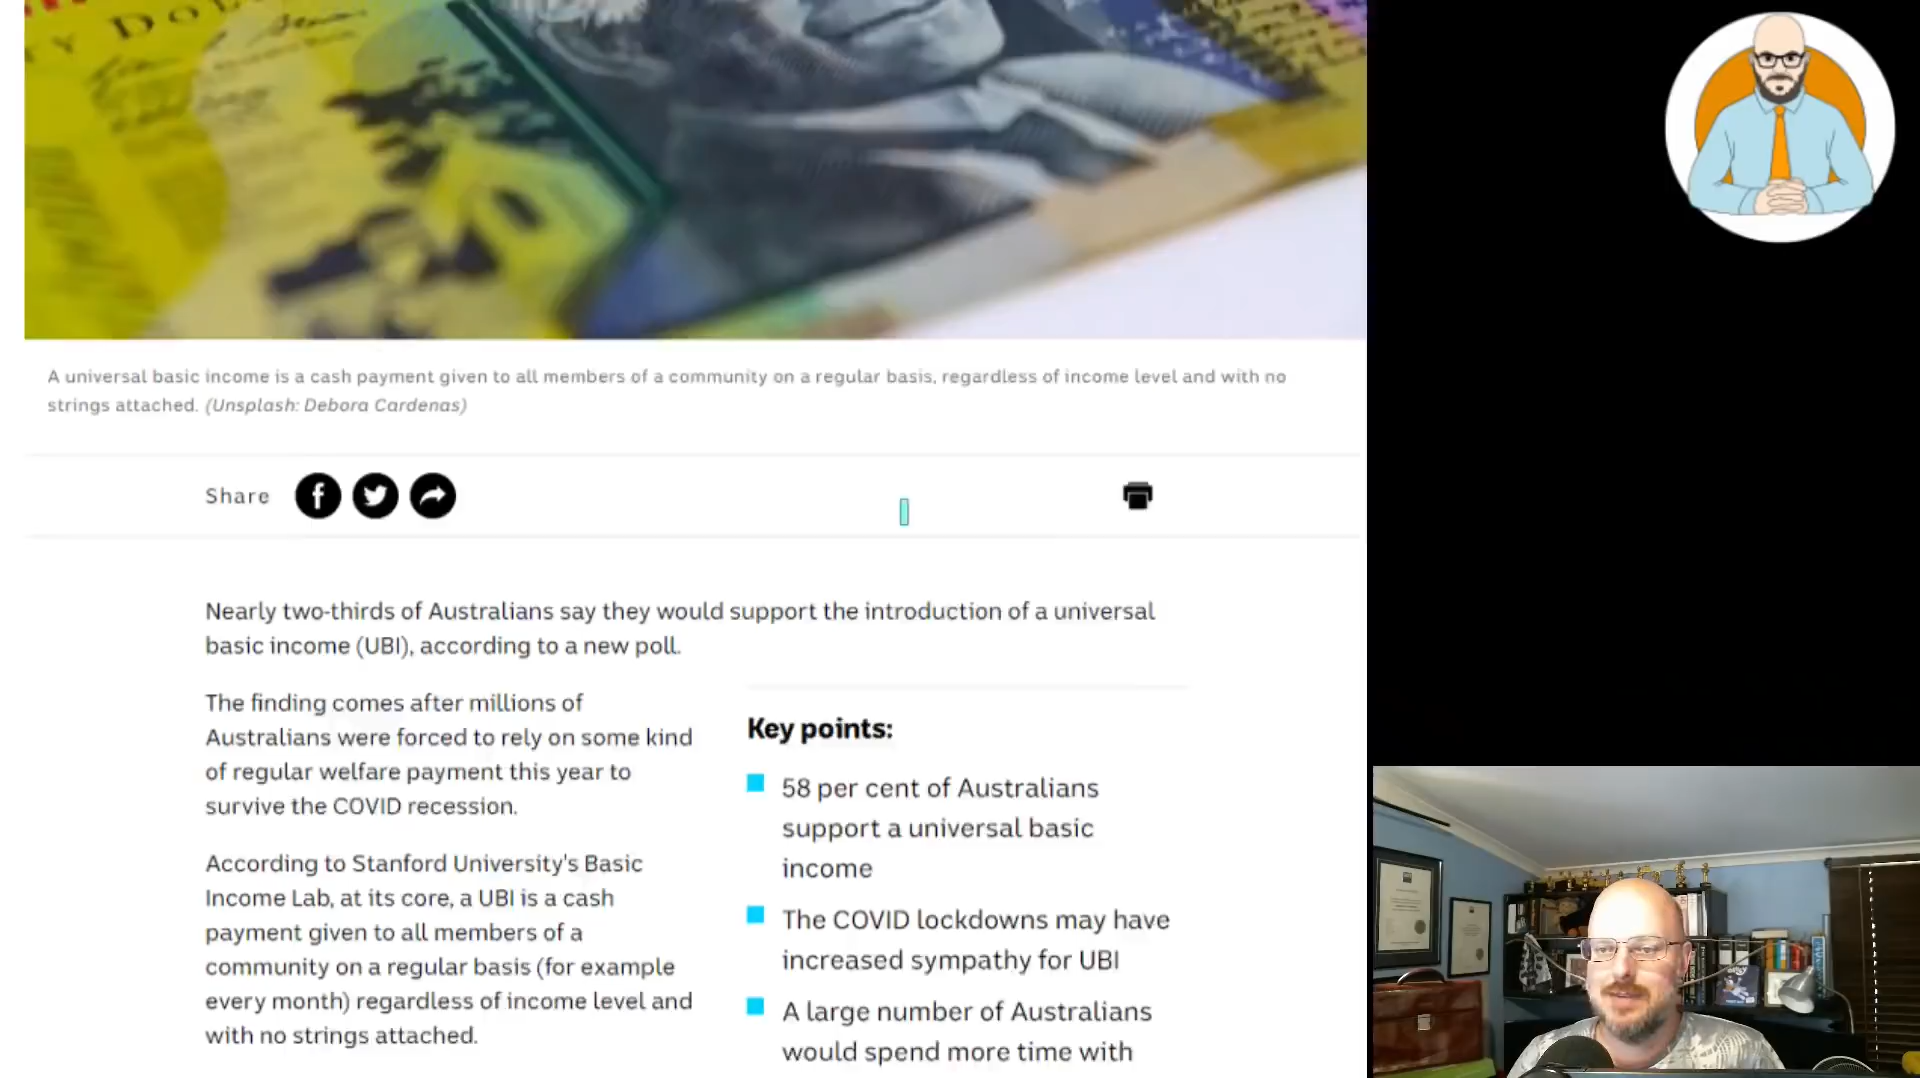 Y DO
A universal basic income is a cash payment given to all members of a community on a regular basis, regardless of income level and with no
strings attached. (Unsplash: Debora Cardenas)
Share
Nearly two-thirds of Australians say they would support the introduction of a universal
basic income (UBI), according to a new poll.
The finding comes after millions of
Australians were forced to rely on some kind
of regular welfare payment this year to
survive the COVID recession.
According to Stanford University's Basic
Income Lab, at its core, a UBI is a cash
payment given to all members of a
community on a regular basis (for example
every month) regardless of income level and
with no strings attached.
Key points:
58 per cent of Australians
support a universal basic
income
The COVID lockdowns may have
increased sympathy for UBI
A large number of Australians
would spend more time with